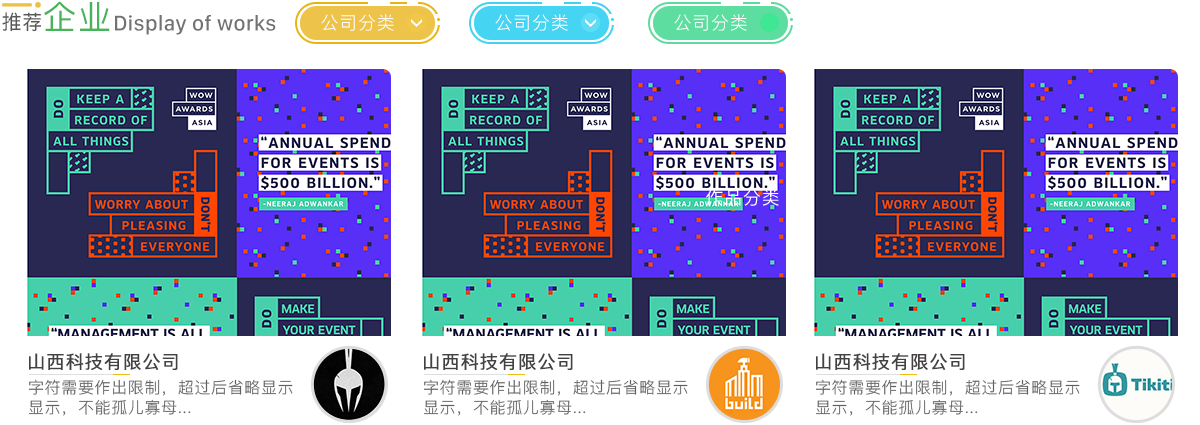 推荐企业Display of works
公司分类
公司分类
公司分类
DO
KEEP A
RECORD OF
ALL THINGS
WOW
AWARDS
ASIA
WORRY ABOUT
PLEASING
EVERYONE
DON'T
“ANNUAL SPEND
FOR EVENTS IS
$500 BILLION.”
-NEERAJ ADWANKAR
“MANAGEMENT IS ALL
DO
MAKE
YOUR EVENT
DO
KEEP A
RECORD OF
ALL THINGS
WOW
AWARDS
ASIA
WORRY ABOUT
PLEASING
EVERYONE
DON'T
“ANNUAL SPEND
FOR EVENTS IS
$500 BILLION.”
作品分类
-NEERAJ ADWANKAR
“MANAGEMENT IS ALL
DO
MAKE
YOUR EVENT
DO
KEEP A
RECORD OF
ALL THINGS
WOW
AWARDS
ASIA
WORRY ABOUT
PLEASING
EVERYONE
DON'T
“ANNUAL SPEND
FOR EVENTS IS
$500 BILLION.”
-NEERAJ ADWANKAR
“MANAGEMENT IS ALL
DO
MAKE
YOUR EVENT
山西科技有限公司
字符需要作出限制，超过后省略显示
显示，不能孤儿寡母...
山西科技有限公司
字符需要作出限制，超过后省略显示
显示，不能孤儿寡母...
build
山西科技有限公司
字符需要作出限制，超过后省略显示
显示，不能孤儿寡母...
Tikiti